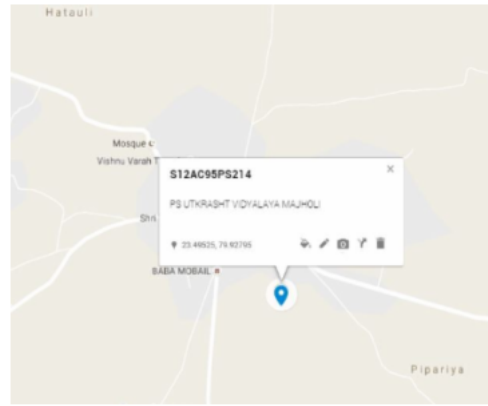 Hatauli
Mosque
Vishnu Varah T
S12AC95PS214
PS UTKRASHT VIDYALAYA MAJHOLI
Shri
23.49525, 79.92795
BABA MOBAIL
Pipariya